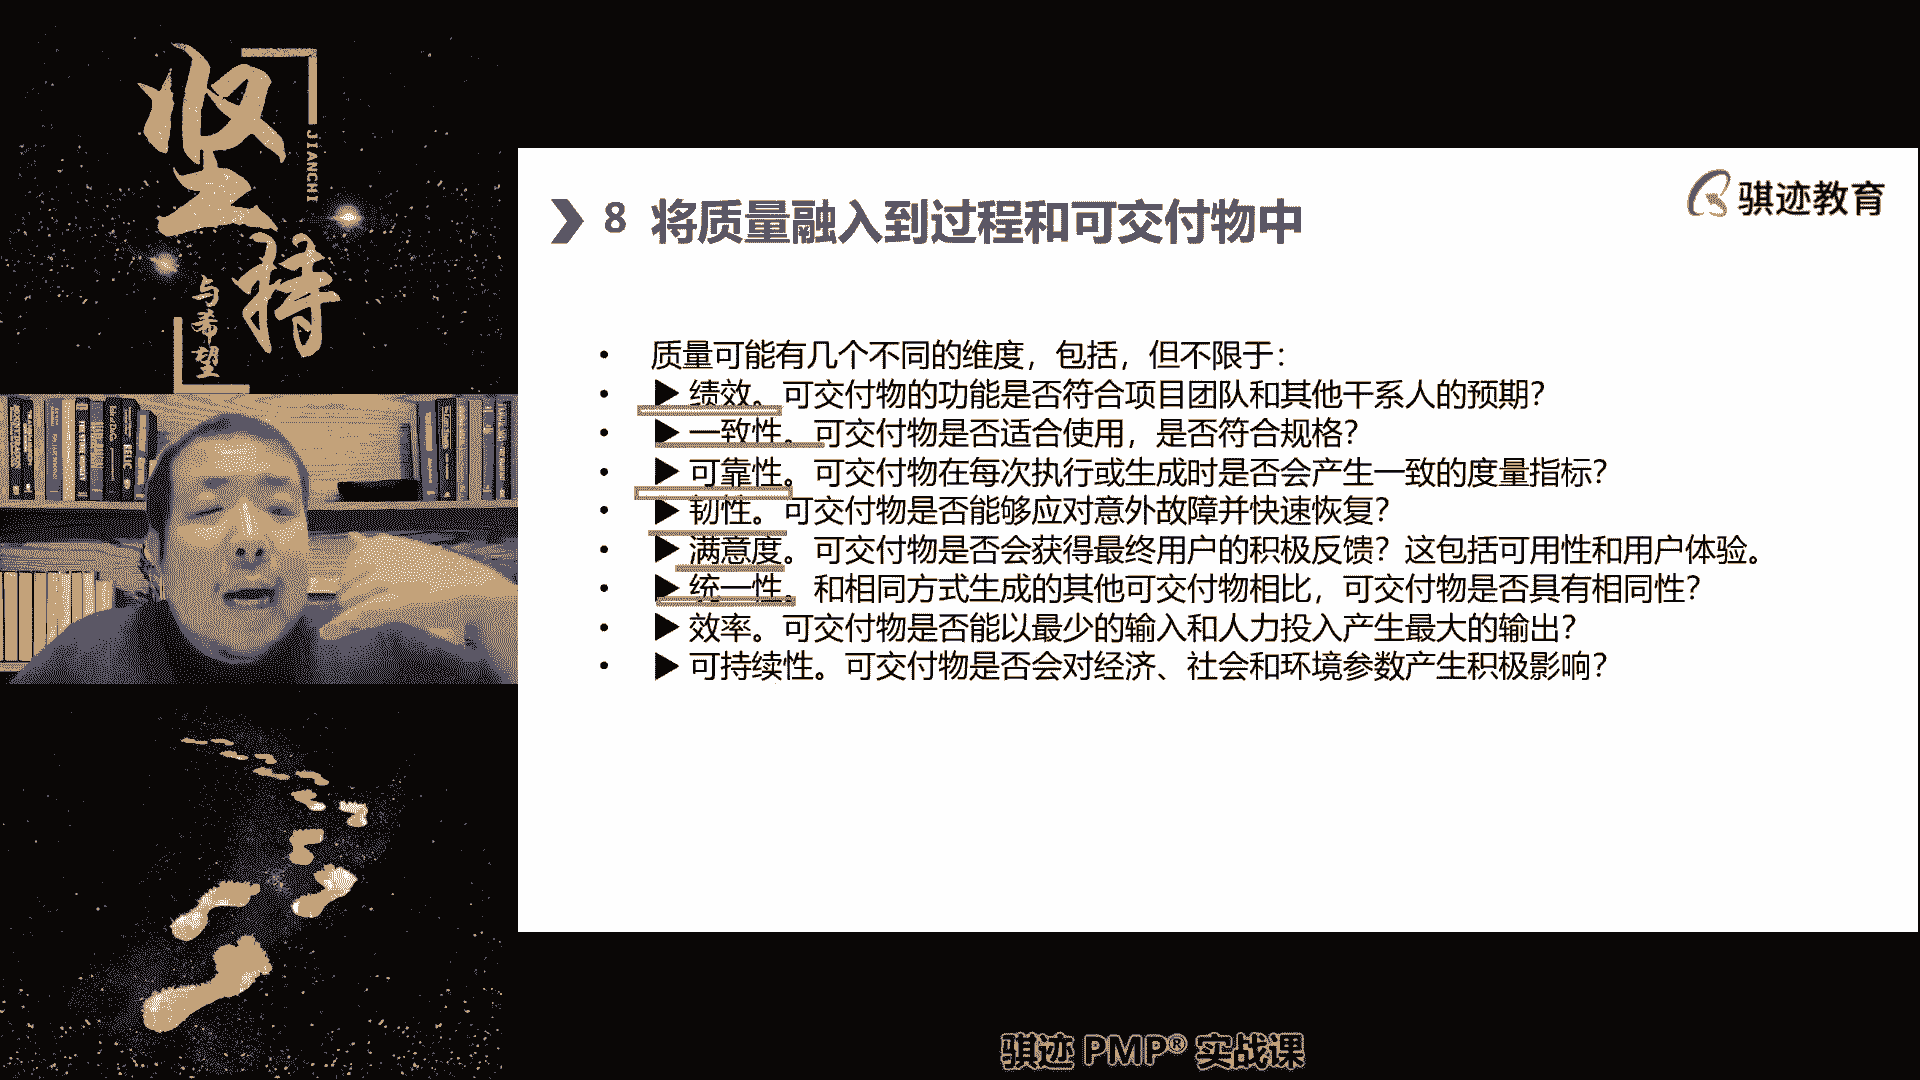 坚持
JIANCHI
与希望
骐迹教育
8 将质量融入到过程和可交付物中
• 质量可能有几个不同的维度，包括，但不限于：
• ▶ 绩效。可交付物的功能是否符合项目团队和其他干系人的预期？
• ▶ 一致性。可交付物是否适合使用，是否符合规格？
• ▶ 可靠性。可交付物在每次执行或生成时是否会产生一致的度量指标？
• ▶ 韧性。可交付物是否能够应对意外故障并快速恢复？
• ▶ 满意度。可交付物是否会获得最终用户的积极反馈？这包括可用性和用户体验。
• ▶ 统一性。和相同方式生成的其他可交付物相比，可交付物是否具有相同性？
• ▶ 效率。可交付物是否能以最少的输入和人力投入产生最大的输出？
• ▶ 可持续性。可交付物是否会对经济、社会和环境参数产生积极影响？
骐迹 PMP® 实战课